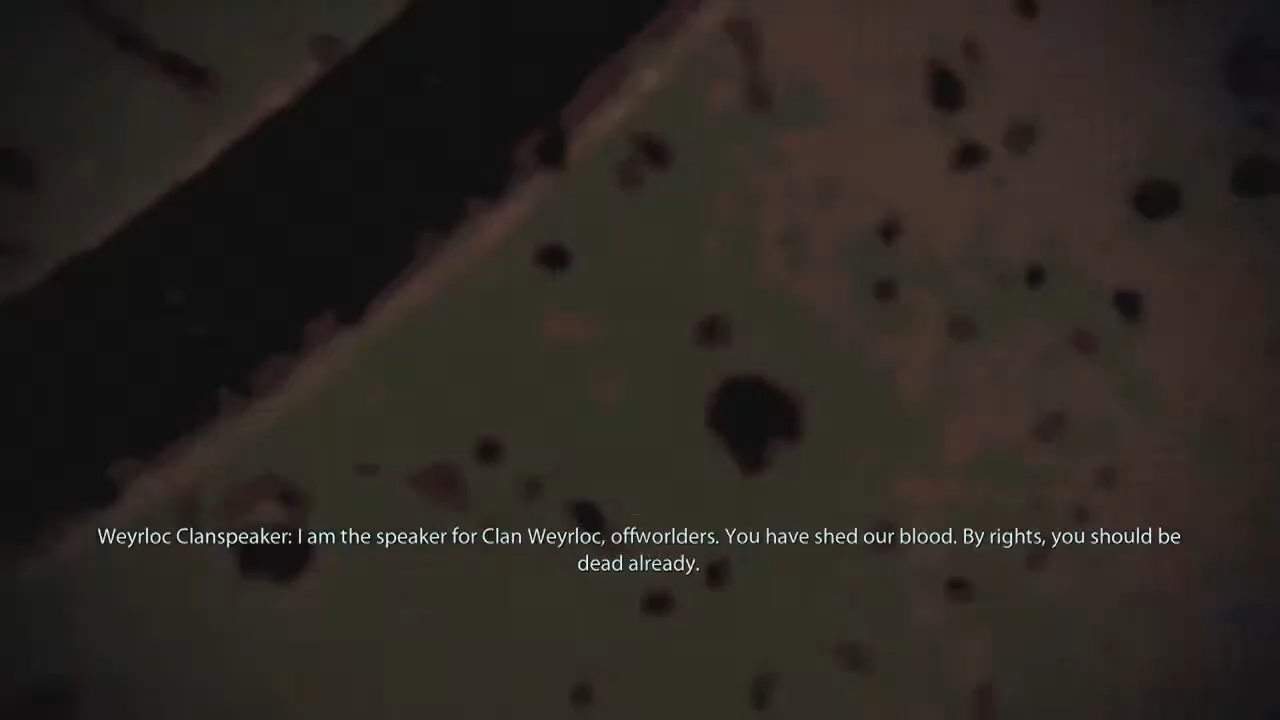 Weyrloc Clanspeaker: I am the speaker for Clan Weyrloc, offworlders. You have shed our blood. By rights, you should be
dead already.